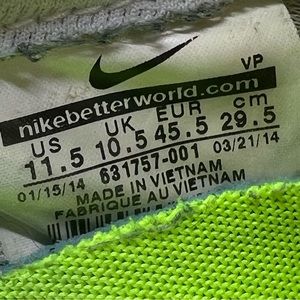 VP
nikebetterworld.com
US UK EUR cm
11.5 10.5 45.5 29.5
01/15/14 631757-001 03/21/14
MADE IN VIETNAM
FABRIQUE AU VIETNAM